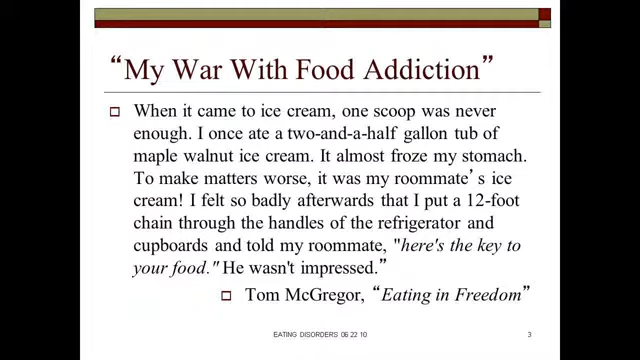 “My War With Food Addiction”
When it came to ice cream, one scoop was never
enough. I once ate a two-and-a-half gallon tub of
maple walnut ice cream. It almost froze my stomach.
To make matters worse, it was my roommate’s ice
cream! I felt so badly afterwards that I put a 12-foot
chain through the handles of the refrigerator and
cupboards and told my roommate, "here's the key to
your food." He wasn't impressed.”
Tom McGregor, “Eating in Freedom”
EATING DISORDERS 06 22 10
3